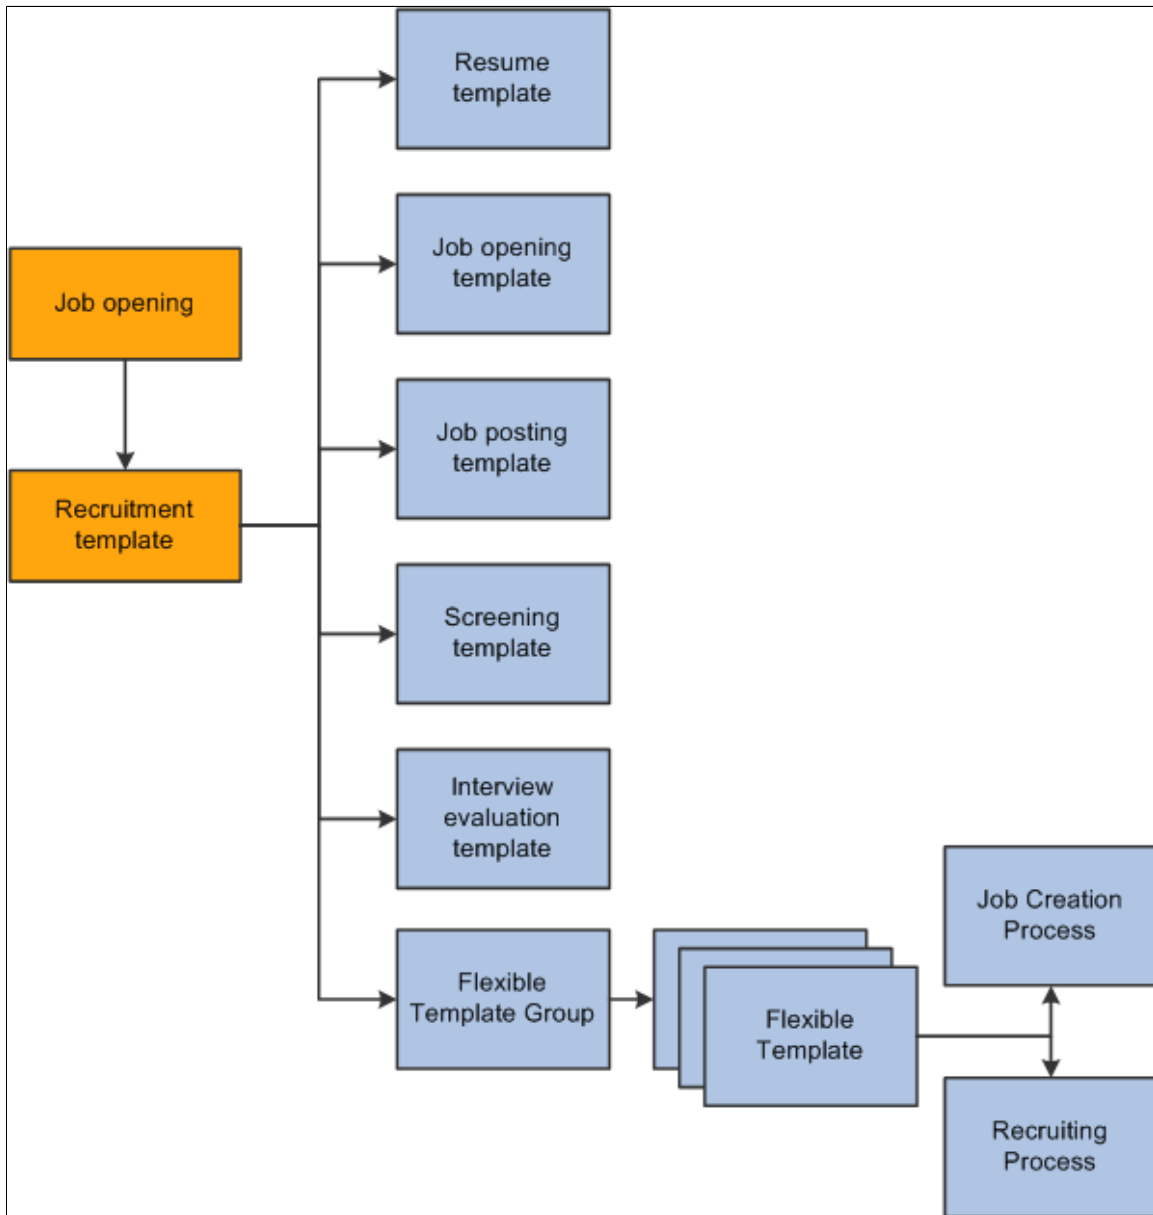 Resume
template
Job opening
template
Job opening
Job posting
template
Recruitment
template
Screening
template
Interview
evaluation
template
Job Creation
Process
Flexible
Template Group
Flexible
Template
Recruiting
Process